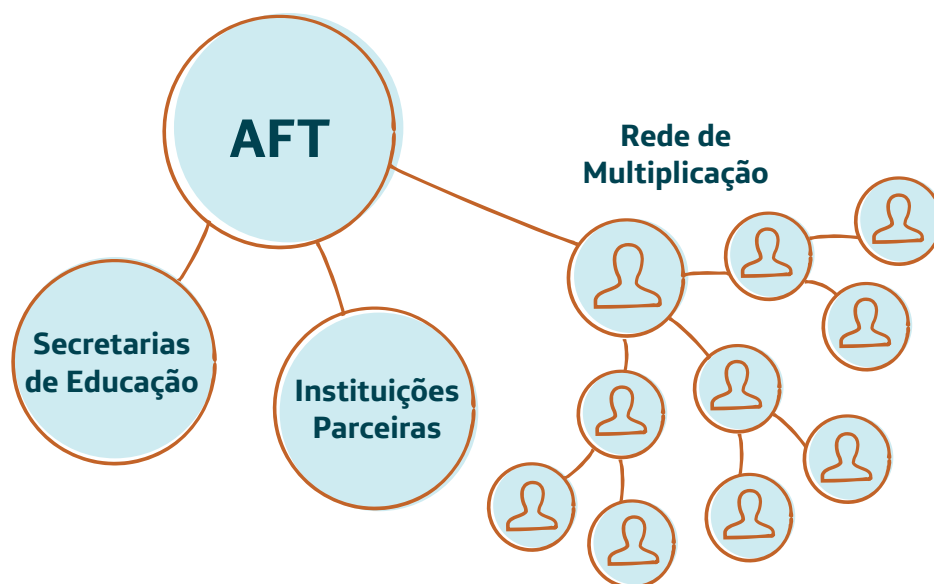 AFT
Rede de
Multiplicação
Secretarias
de Educação
Instituições
Parceiras